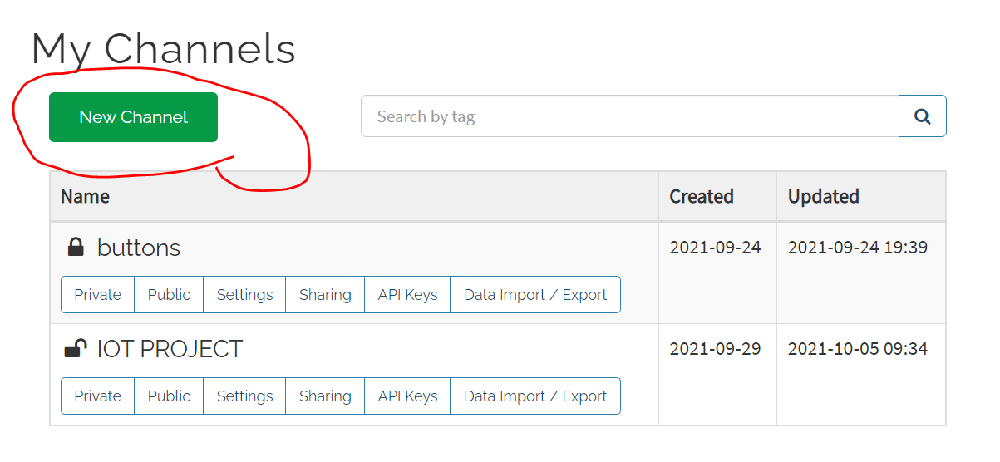 My Channels
New Channel
Search by tag
Name Created Updated
buttons 2021-09-24 2021-09-24 19:39
Private Public Settings Sharing API Keys Data Import / Export
IOT PROJECT 2021-09-29 2021-10-05 09:34
Private Public Settings Sharing API Keys Data Import / Export